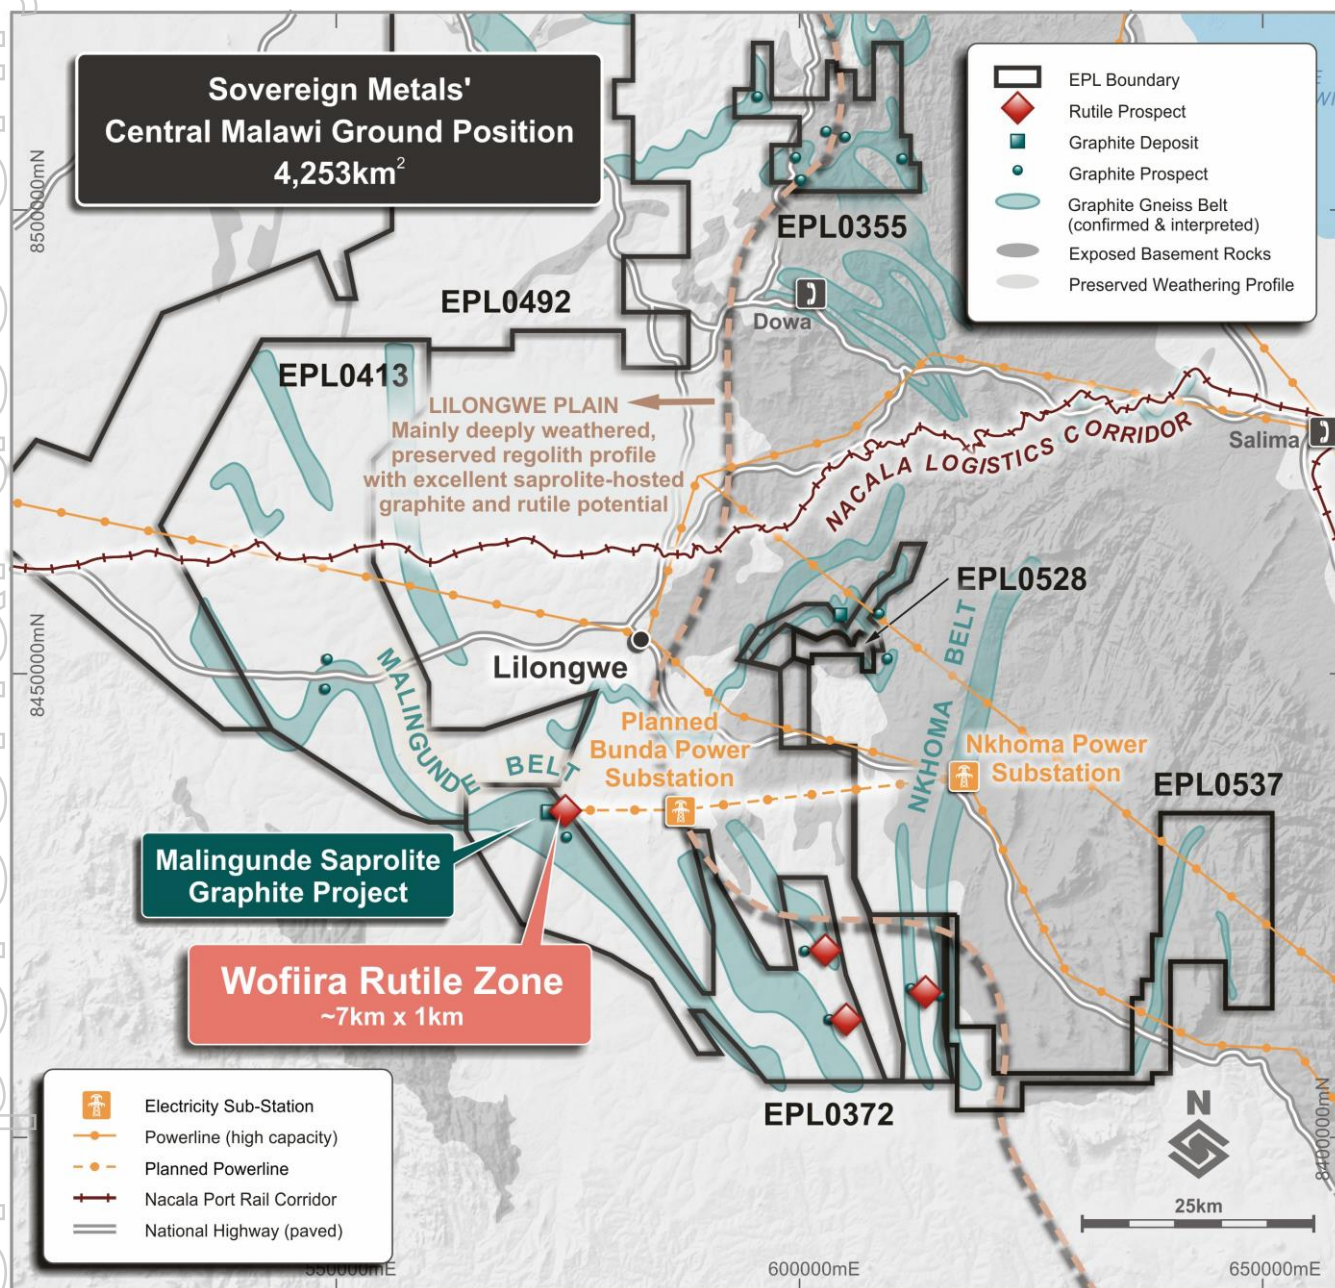 Sovereign Metals'
Central Malawi Ground Position
4,253km²
EPL Boundary
Rutile Prospect
Graphite Deposit
Graphite Prospect
Graphite Gneiss Belt
(confirmed & interpreted)
Exposed Basement Rocks
Preserved Weathering Profile
8500000mN
EPL0355
EPL0492
Dowa
EPL0413
LILONGWE PLAIN
Mainly deeply weathered,
preserved regolith profile
with excellent saprolite-hosted
graphite and rutile potential
Salima
NACALA LOGISTICS CORRIDOR
EPL0528
8450000mN
Lilongwe
MALINGUNDE BELT
NKHOMA BELT
Planned
Bunda Power
Substation
Nkhoma Power
Substation
EPL0537
Malingunde Saprolite
Graphite Project
Wofiira Rutile Zone
~7km x 1km
EPL0372
Electricity Sub-Station
Powerline (high capacity)
Planned Powerline
Nacala Port Rail Corridor
National Highway (paved)
N
25km
8400000mN
550000mE
600000mE
650000mE